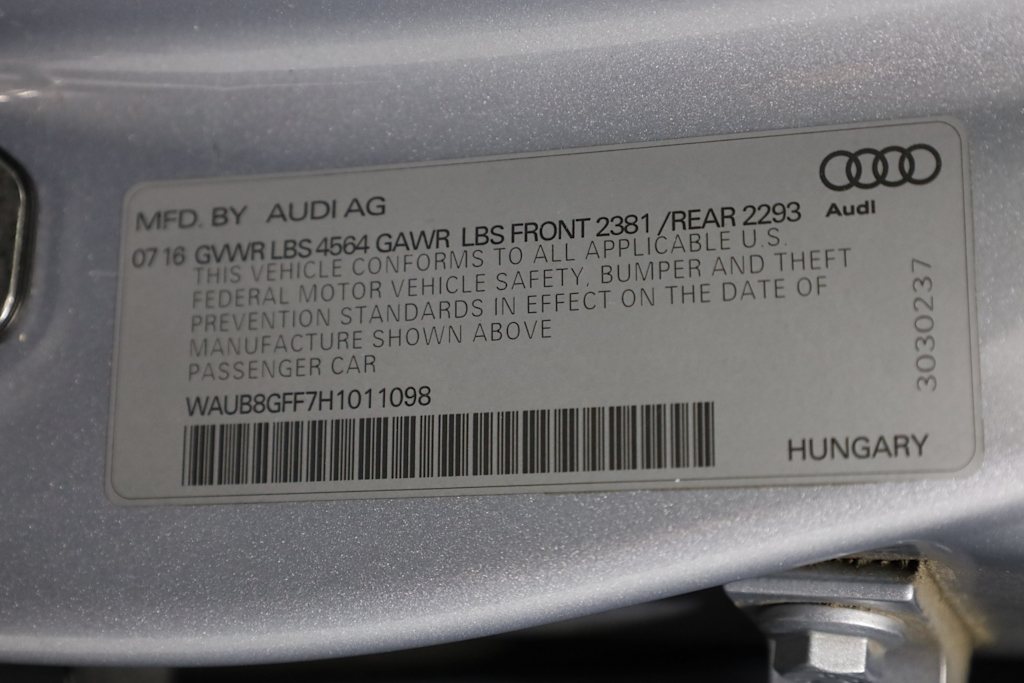 MFD. BY AUDI AG
Audi
07 16 GVWR LBS 4564 GAWR LBS FRONT 2381 /REAR 2293
THIS VEHICLE CONFORMS TO ALL APPLICABLE U.S.
FEDERAL MOTOR VEHICLE SAFETY, BUMPER AND THEFT
PREVENTION STANDARDS IN EFFECT ON THE DATE OF
MANUFACTURE SHOWN ABOVE
PASSENGER CAR
WAUB8GFF7H1011098
3030237
HUNGARY